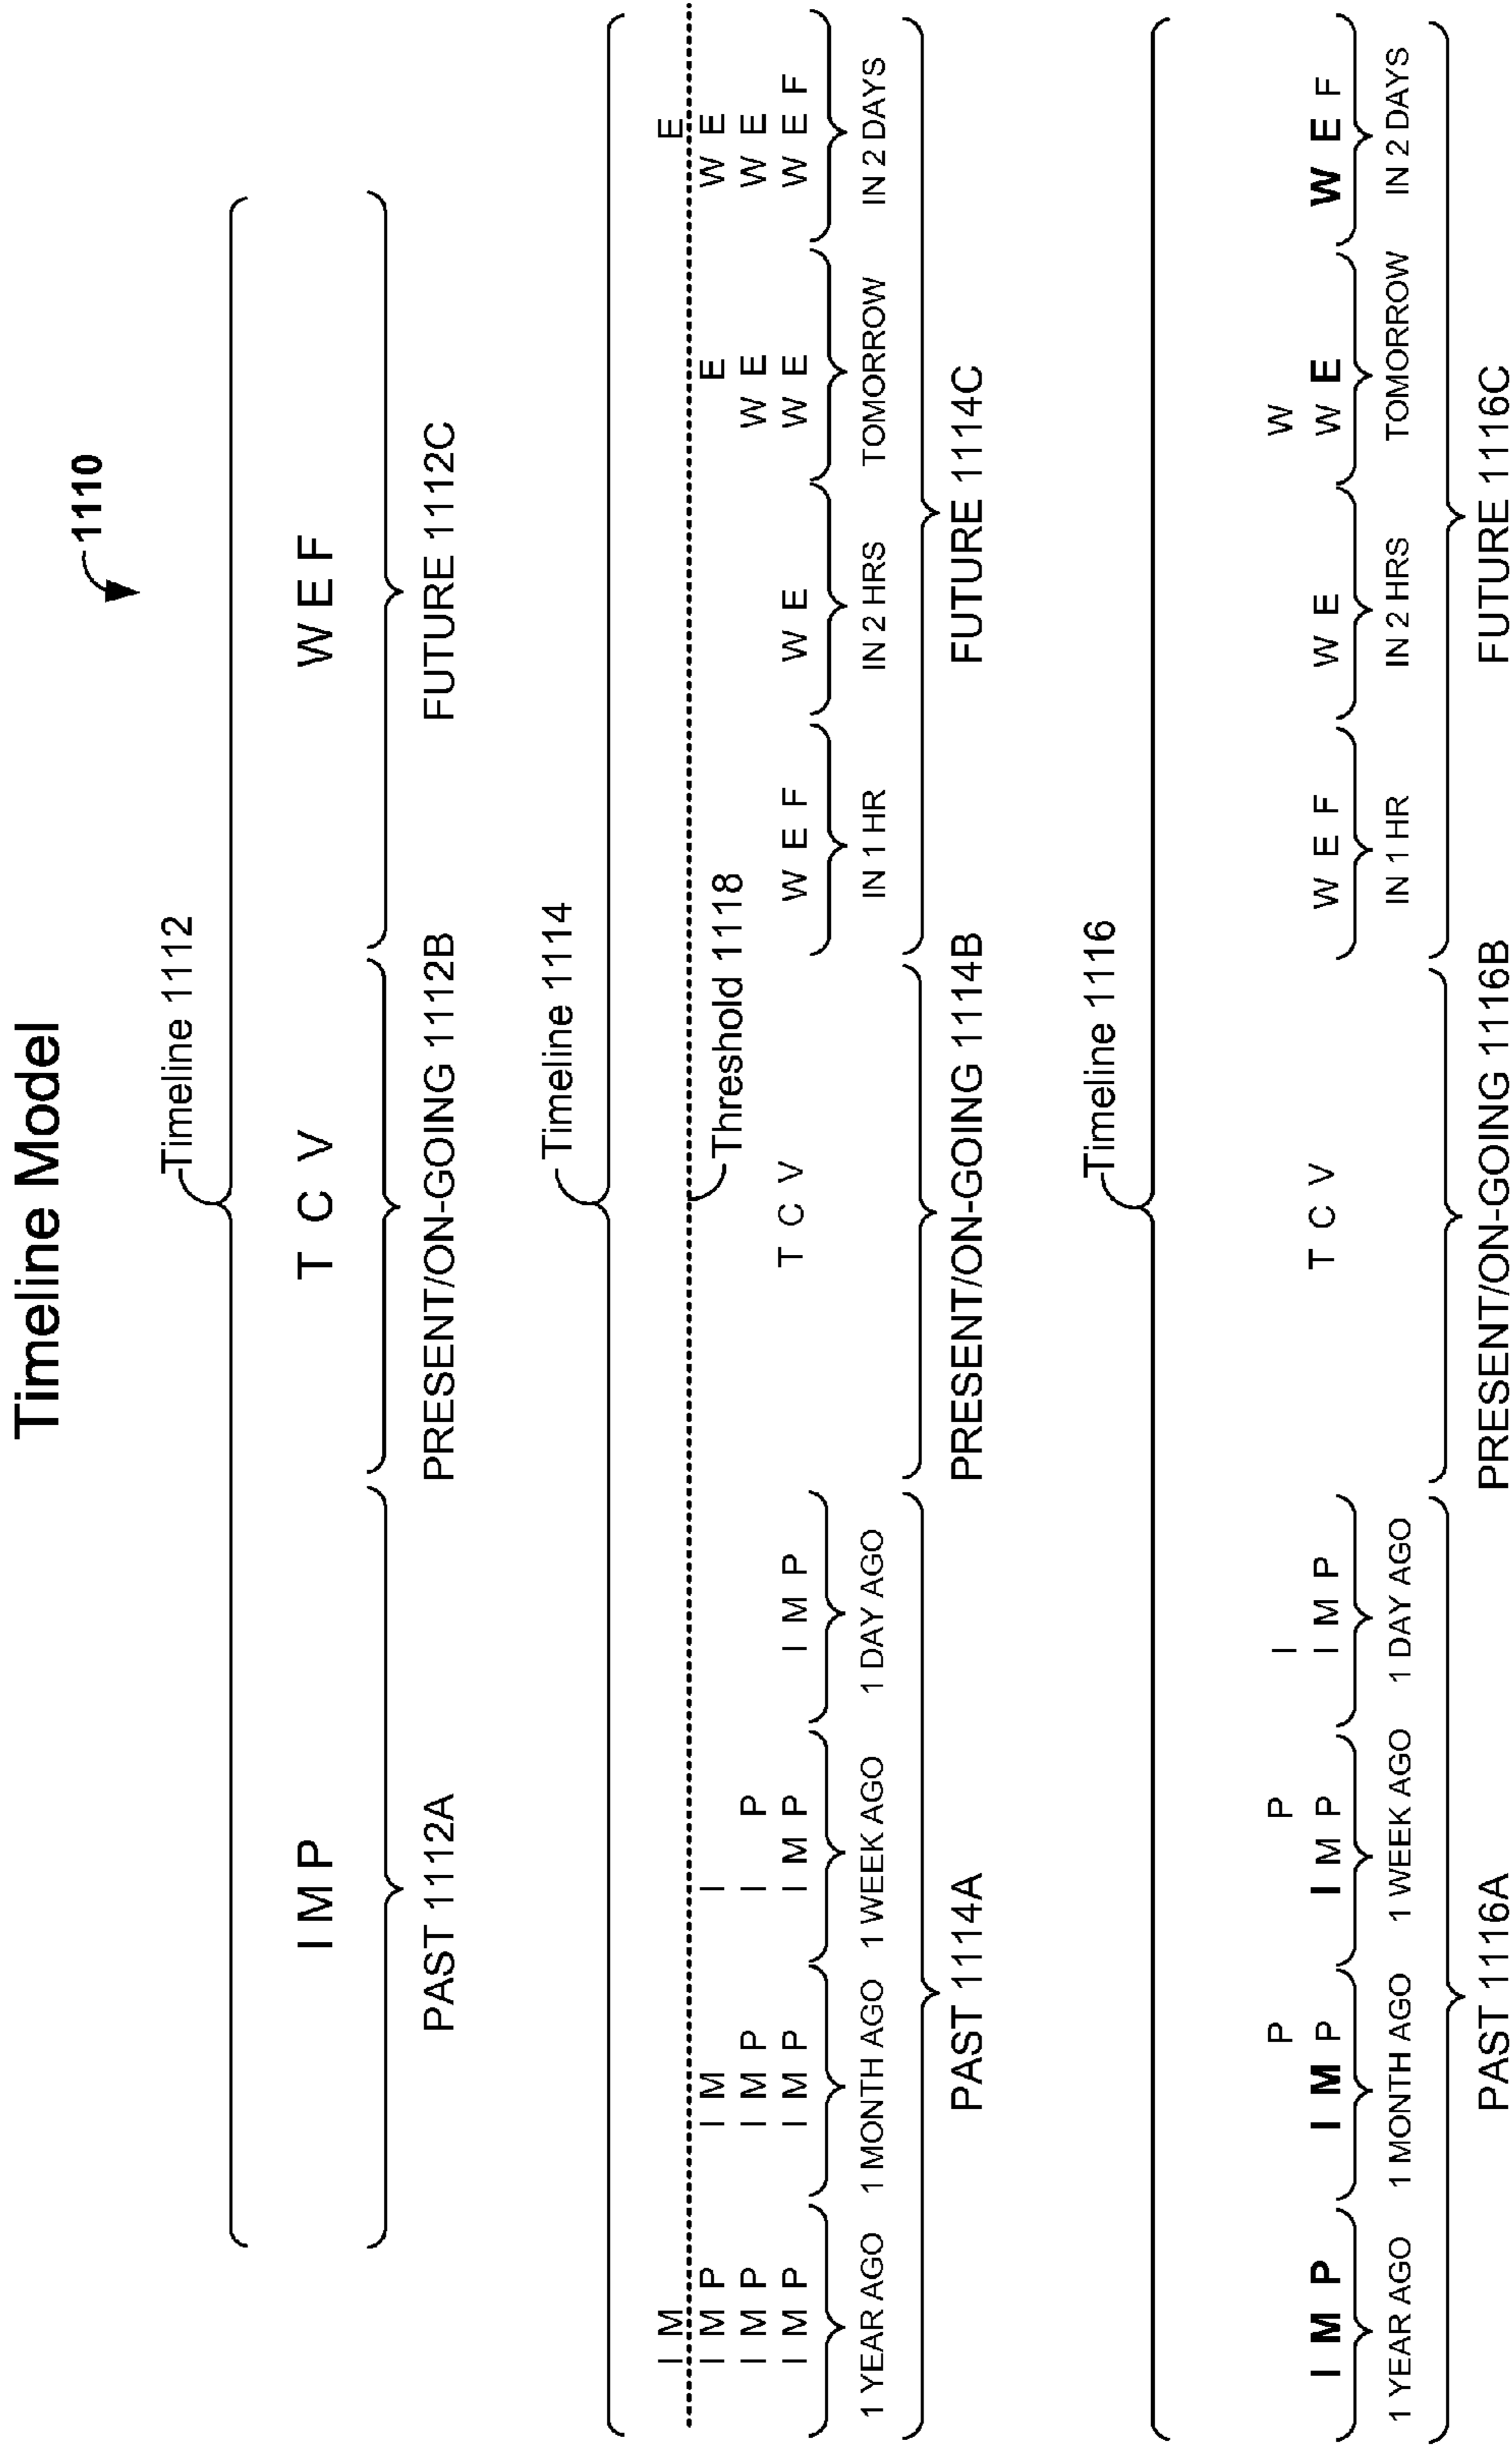 Timeline Model
1110
Timeline 1112
I M P T C V W E F
PAST 1112A PRESENT/ON-GOING 1112B FUTURE 1112C
Timeline 1114
I M E
Threshold 1118
I M P I M I E W E
I M P I M P I P W E W E
I M P I M P I M P I M P T C V W E F W E W E W E F
1 YEAR AGO 1 MONTH AGO 1 WEEK AGO 1 DAY AGO IN 1 HR IN 2 HRS TOMORROW IN 2 DAYS
PAST 1114A PRESENT/ON-GOING 1114B FUTURE 1114C
Timeline 1116
P P I W
I M P I M P I M P I M P T C V W E F W E W E W E F
1 YEAR AGO 1 MONTH AGO 1 WEEK AGO 1 DAY AGO IN 1 HR IN 2 HRS TOMORROW IN 2 DAYS
PAST 1116A PRESENT/ON-GOING 1116B FUTURE 1116C